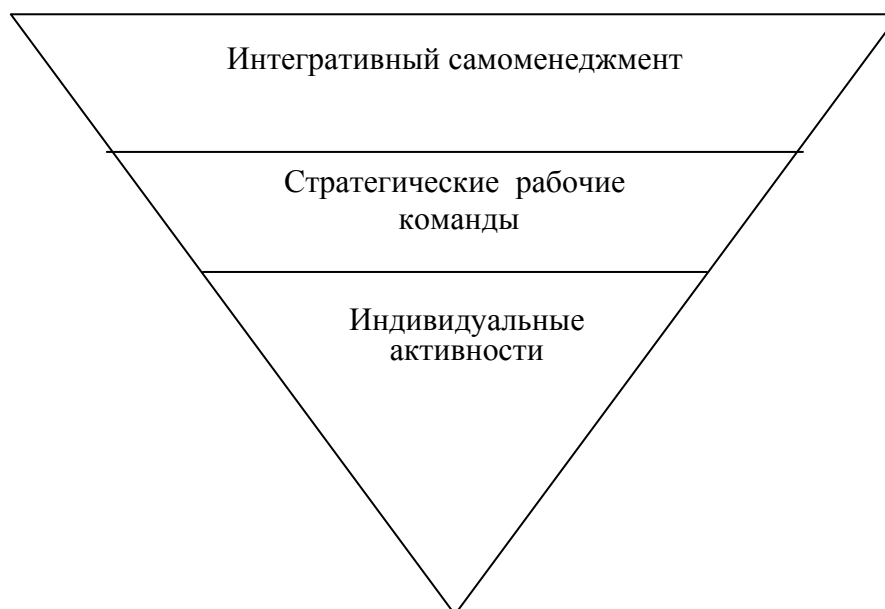 Интегративный самоменеджмент
Стратегические рабочие
команды
Индивидуальные
активности